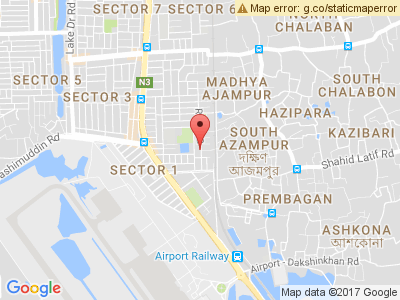 Map error: g.co/staticmaperror
SECTOR 7
SECTOR 6
NORTH
CHALABAN
Lake Dr Rd
SECTOR 5
N3
SECTOR 3
MADHYA
AJAMPUR
SOUTH
CHALABON
HAZIPARA
KAZIBARI
R
SOUTH
AZAMPUR
দক্ষিণ
আজমপুর
ashimuddin Rd
SECTOR 1
Shahid Latif Rd
PREMBAGAN
ASHKONA
আশকোনা
Airport Railway
Airport - Dakshinkhan Rd
Google
Map data ©2017 Google